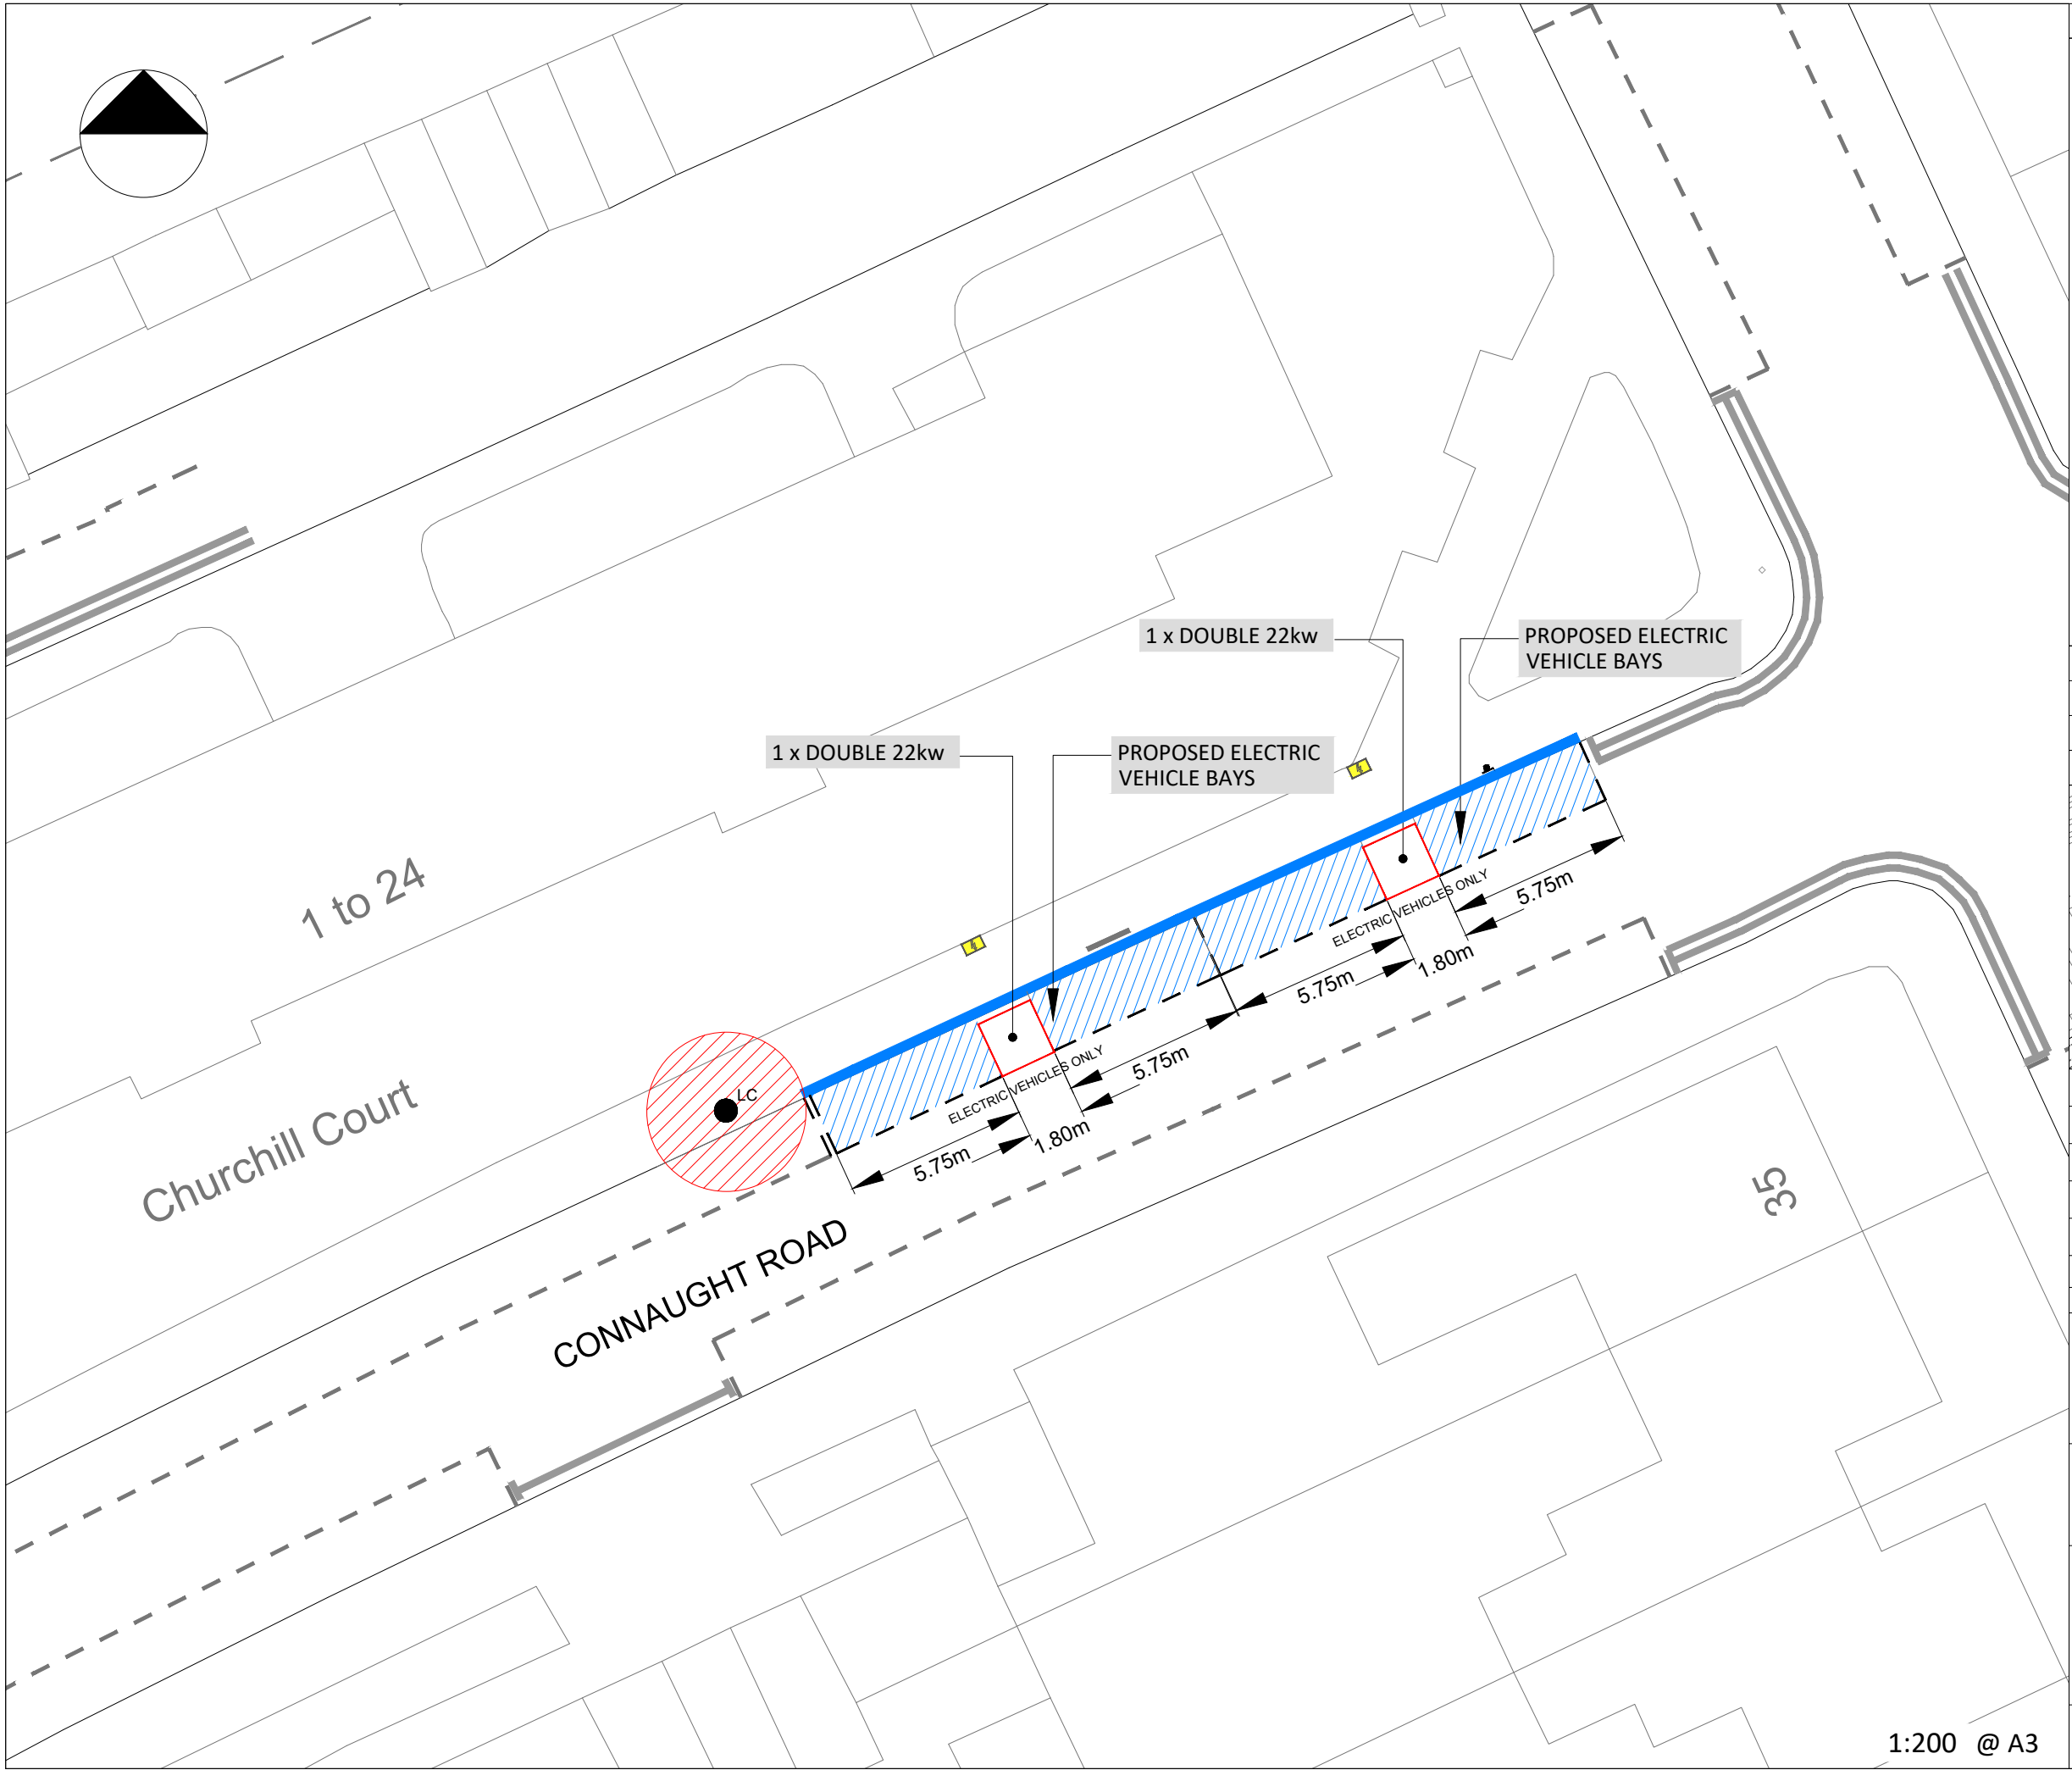 1 x DOUBLE 22kw
PROPOSED ELECTRIC
VEHICLE BAYS
1 x DOUBLE 22kw
PROPOSED ELECTRIC
VEHICLE BAYS
1 to 24
Churchill Court
LC
ELECTRIC VEHICLES ONLY
5.75m
5.75m
1.80m
ELECTRIC VEHICLES ONLY
5.75m
5.75m
1.80m
CONNAUGHT ROAD
35
1:200 @ A3